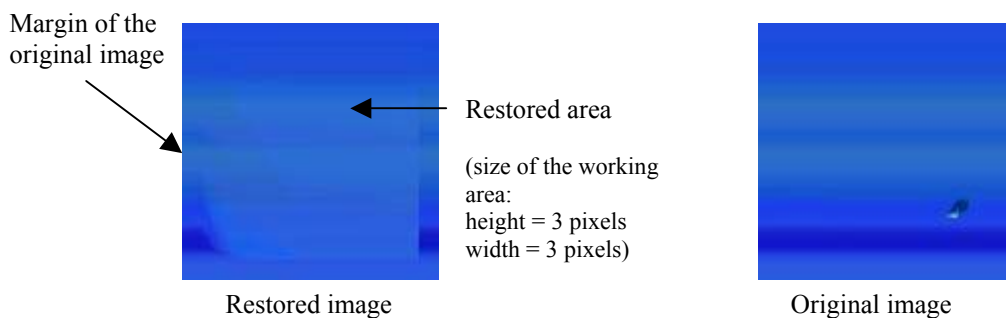 Margin of the
original image
Restored area
(size of the working
area:
height = 3 pixels
width = 3 pixels)
Restored image
Original image